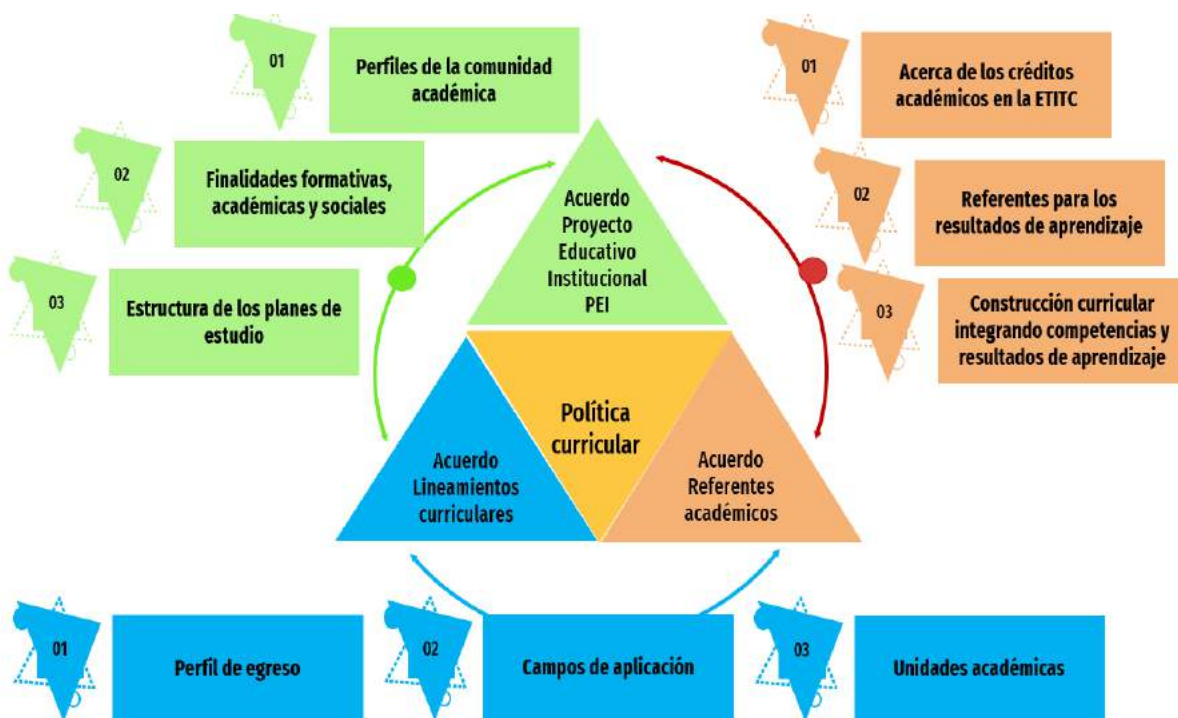 01
Perfiles de la comunidad
académica
02
Finalidades formativas,
académicas y sociales
03
Estructura de los planes de
estudio
01
Acerca de los créditos
académicos en la ETITC
02
Referentes para los
resultados de aprendizaje
03
Construcción curricular
integrando competencias y
resultados de aprendizaje
Acuerdo
Proyecto
Educativo
Institucional
PEI
Política
curricular
Acuerdo
Lineamientos
curriculares
Acuerdo
Referentes
académicos
01
Perfil de egreso
02
Campos de aplicación
03
Unidades académicas